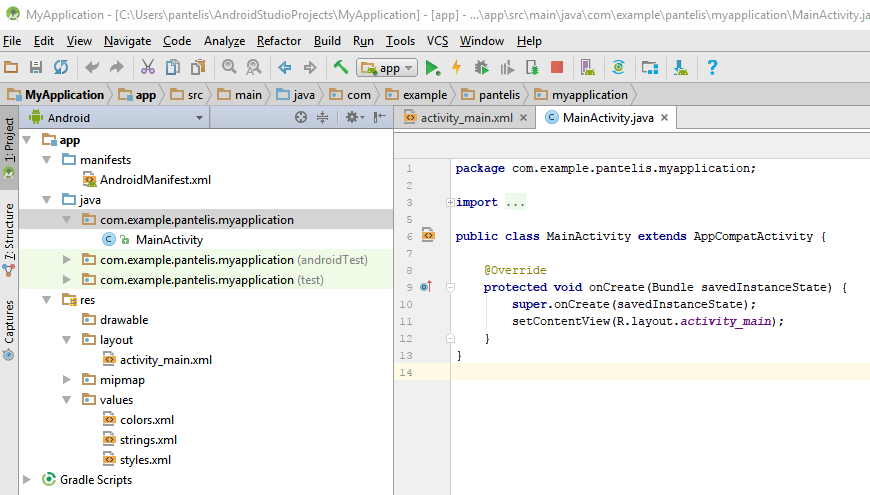 MyApplication - [C:\Users\pantelis\AndroidStudioProjects\MyApplication] - [app] - ...\app\src\main\java\com\example\pantelis\myapplication\MainActivity.ja
File Edit View Navigate Code Analyze Refactor Build Run Tools VCS Window Help
app
MyApplication app src main java com example pantelis myapplication
Android
activity_main.xml MainActivity.java
1: Project
7: Structure
Captures
app
manifests
AndroidManifest.xml
java
com.example.pantelis.myapplication
MainActivity
com.example.pantelis.myapplication (androidTest)
com.example.pantelis.myapplication (test)
res
drawable
layout
activity_main.xml
mipmap
values
colors.xml
strings.xml
styles.xml
Gradle Scripts
1 package com.example.pantelis.myapplication;
2
3 import ...
5
6 public class MainActivity extends AppCompatActivity {
7
8 @Override
9 protected void onCreate(Bundle savedInstanceState) {
10 super.onCreate(savedInstanceState);
11 setContentView(R.layout.activity_main);
12 }
13 }
14